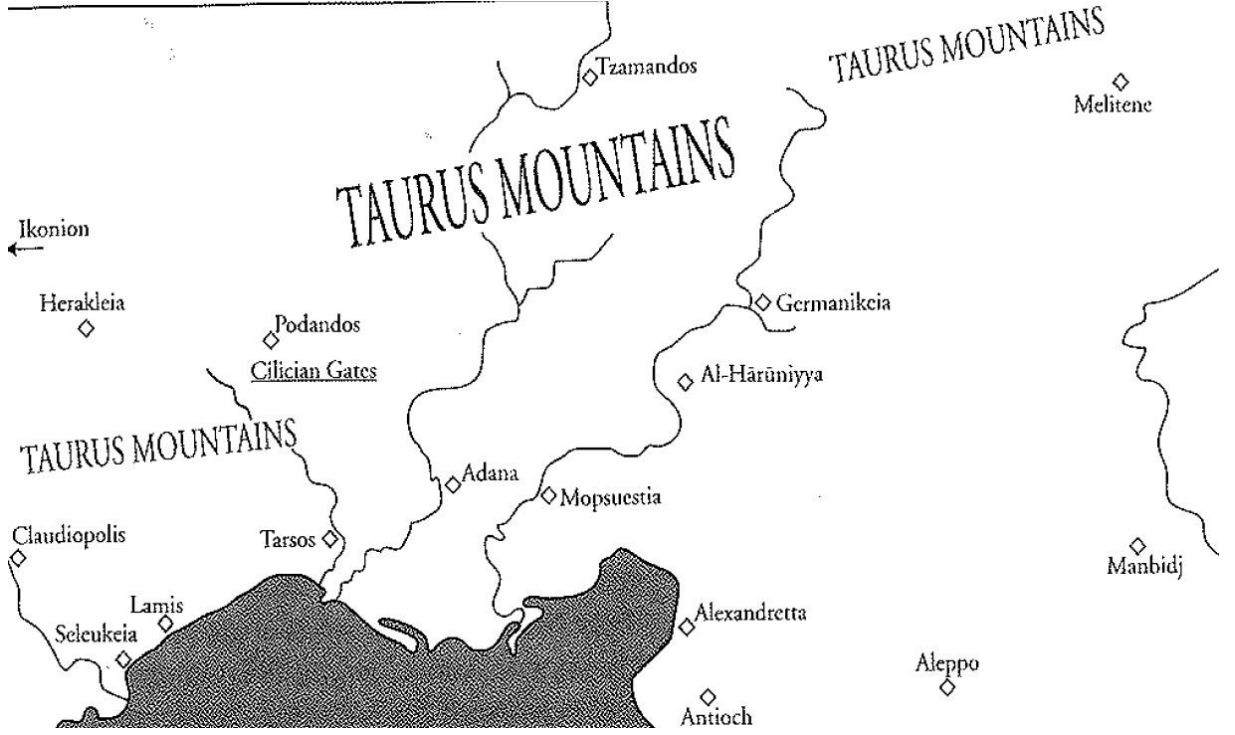 TAURUS MOUNTAINS
Tzamandos
Melitene
TAURUS MOUNTAINS
Ikonion
Herakleia
Podandos
Germanikeia
Cilician Gates
Al-Hārūniyya
TAURUS MOUNTAINS
Adana
Mopsuestia
Claudiopolis
Tarsos
Manbidj
Lamis
Alexandretta
Seleukeia
Aleppo
Antioch